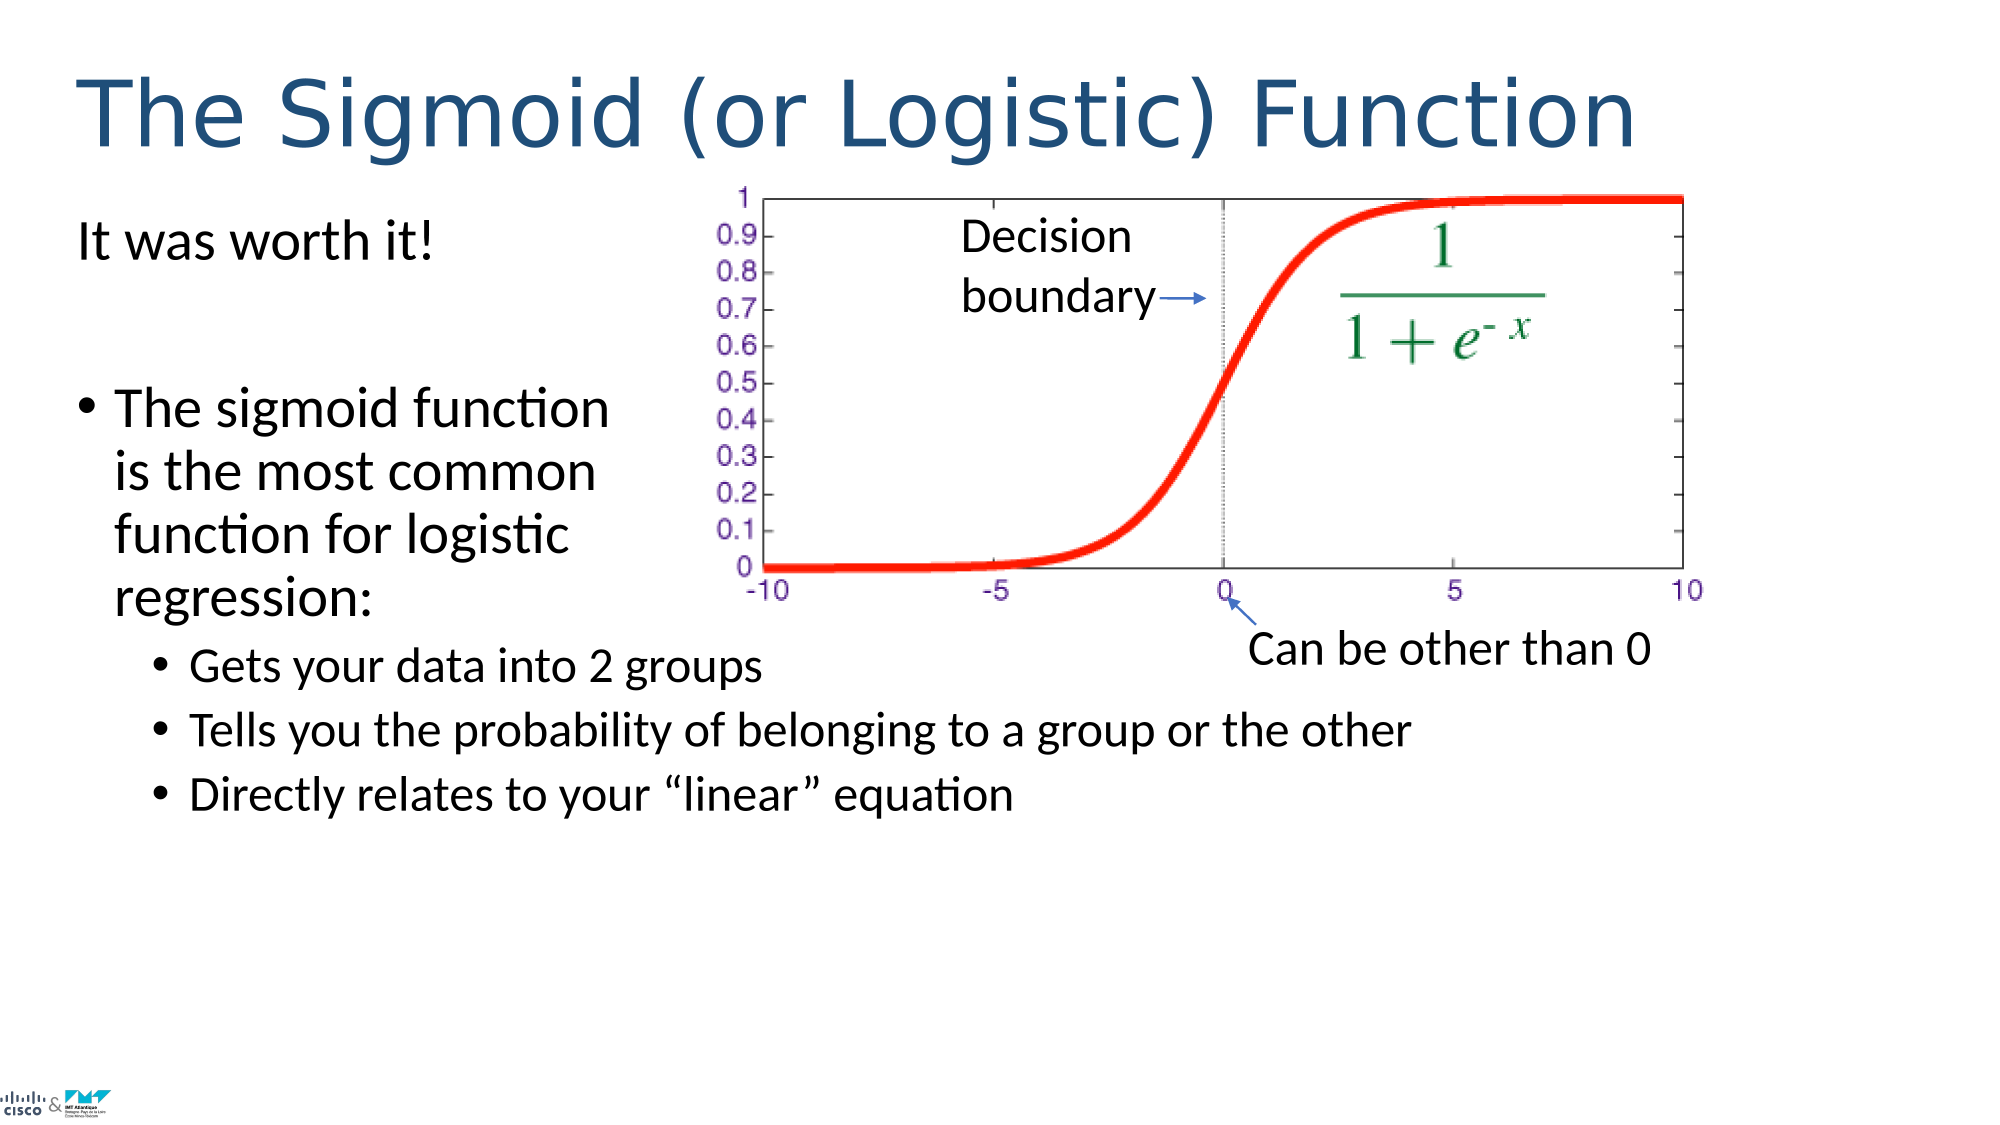 The Sigmoid (or Logistic) Function
It was worth it!
• The sigmoid function
is the most common
function for logistic
regression:
• Gets your data into 2 groups
• Tells you the probability of belonging to a group or the other
• Directly relates to your “linear” equation
1
0.9
0.8
0.7
0.6
0.5
0.4
0.3
0.2
0.1
0
-10
-5
0
5
10
Decision
boundary
1
1 + e- x
Can be other than 0
CISCO & IMT Atlantique